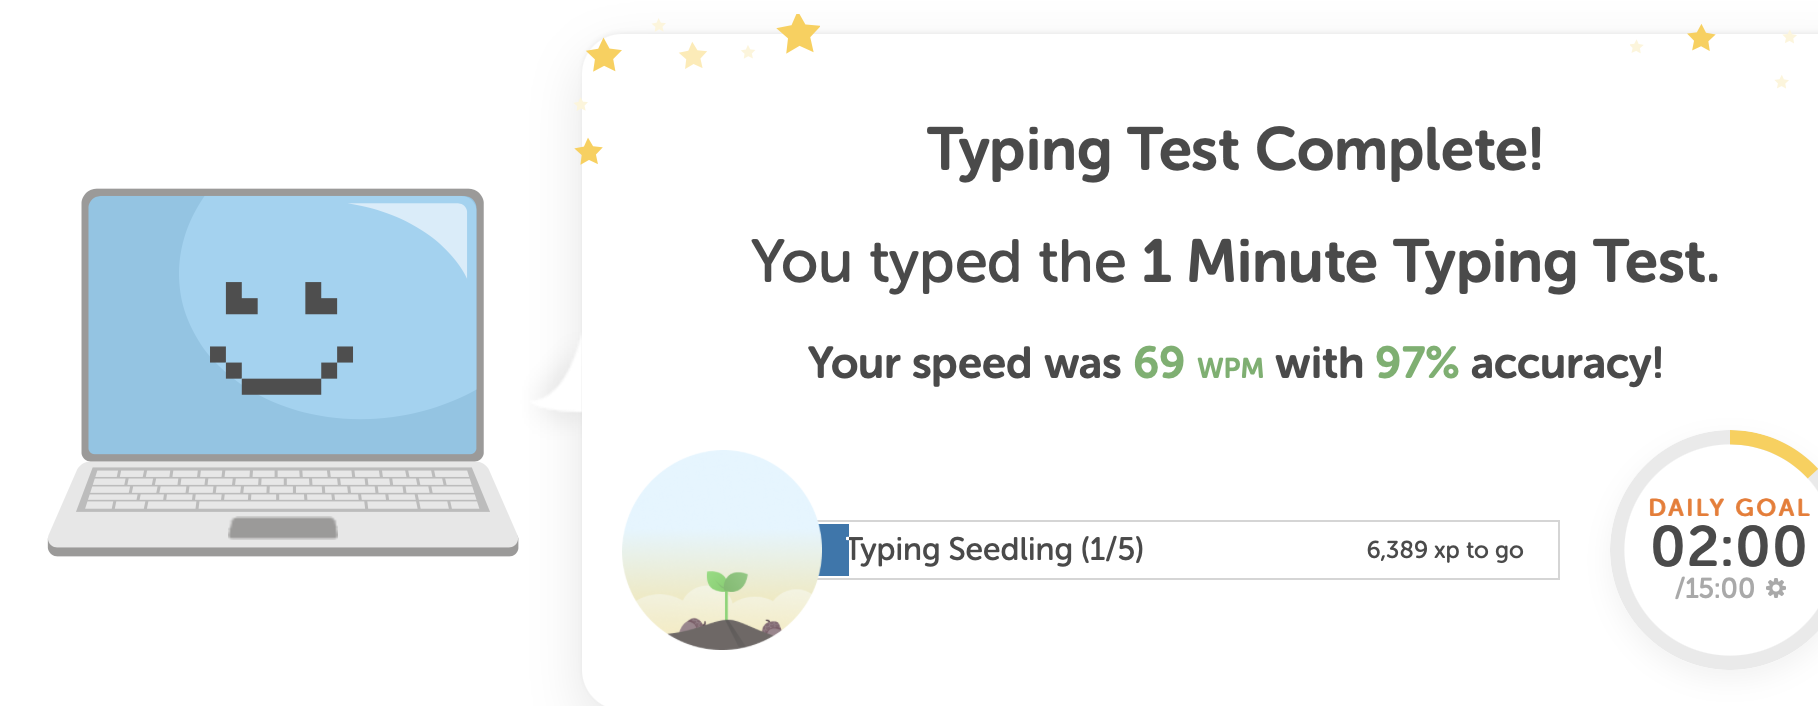 Typing Test Complete!
You typed the 1 Minute Typing Test.
Your speed was 69 WPM with 97% accuracy!
Typing Seedling (1/5)
6,389 xp to go
DAILY GOAL
02:00
/15:00